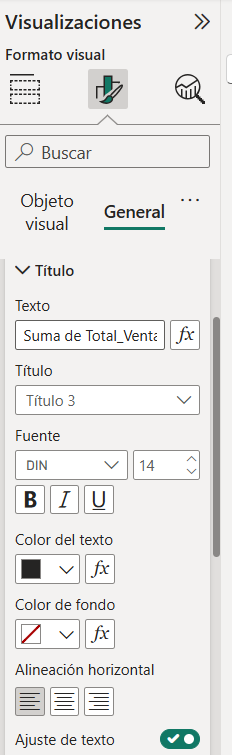 Visualizaciones
Formato visual
Buscar
Objeto visual
General
...
Título
Texto
Suma de Total_Venta
fx
Título
Título 3
Fuente
DIN
14
B I U
Color del texto
fx
Color de fondo
fx
Alineación horizontal
Ajuste de texto